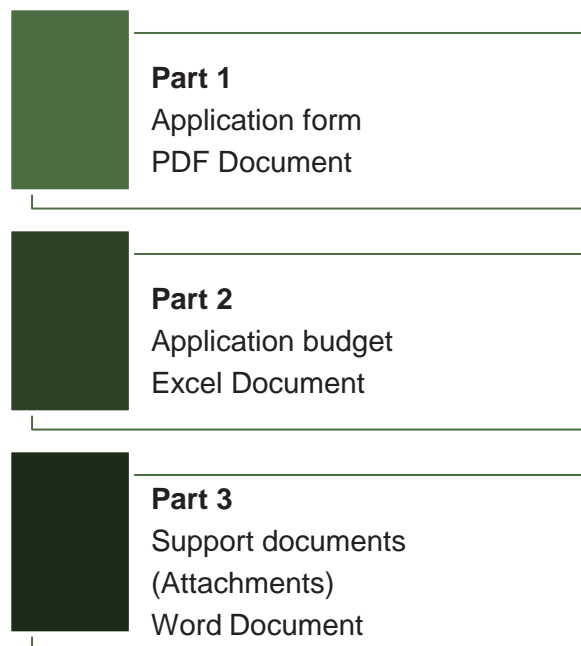 Part 1
Application form
PDF Document
Part 2
Application budget
Excel Document
Part 3
Support documents
(Attachments)
Word Document